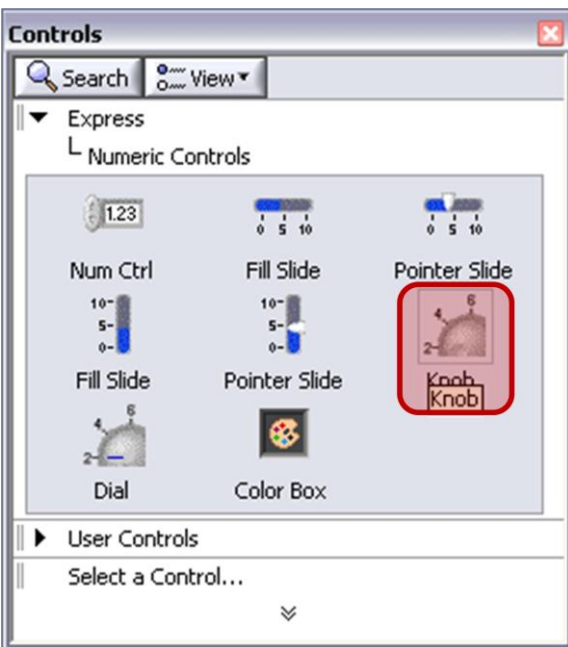 Controls
Search View
Express
Numeric Controls
1.23 0 5 10 0 5 10
Num Ctrl Fill Slide Pointer Slide
10- 5- 0- 10- 5- 0- 2 4 6
Fill Slide Pointer Slide Knob
Knob
2 4 6
Dial Color Box
User Controls
Select a Control...